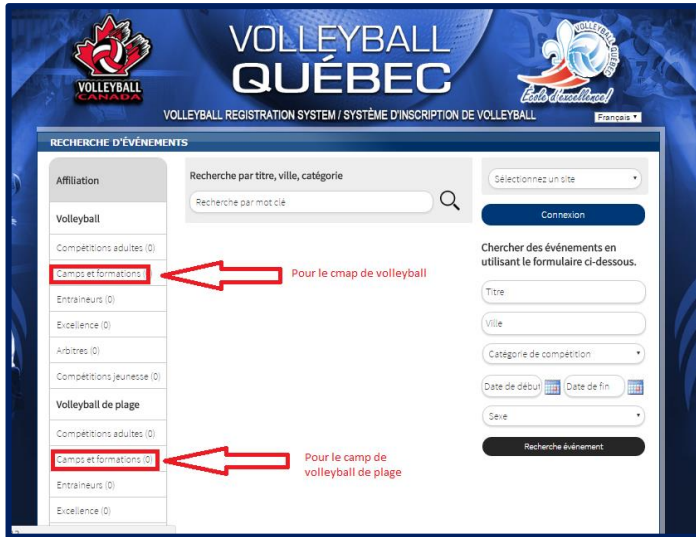 VOLLEYBALL
CANADA
VOLLEYBALL
QUÉBEC
VOLLEYBALL
École d'excellence!
VOLLEYBALL REGISTRATION SYSTEM / SYSTÈME D'INSCRIPTION DE VOLLEYBALL
Français
RECHERCHE D'ÉVÉNEMENTS
Affiliation
Volleyball
Compétitions adultes (0)
Camps et formations (
Entraineurs (0)
Excellence (0)
Arbitres (0)
Compétitions jeunesse (0)
Volleyball de plage
Compétitions adultes (0)
Camps et formations (0)
Entraineurs (0)
Excellence (0)
Recherche par titre, ville, catégorie
Recherche par mot clé
Pour le cmap de volleyball
Pour le camp de
volleyball de plage
Sélectionnez un site
Connexion
Chercher des événements en
utilisant le formulaire ci-dessous.
Titre
Ville
Catégorie de compétition
Date de début
Date de fin
Sexe
Recherche événement